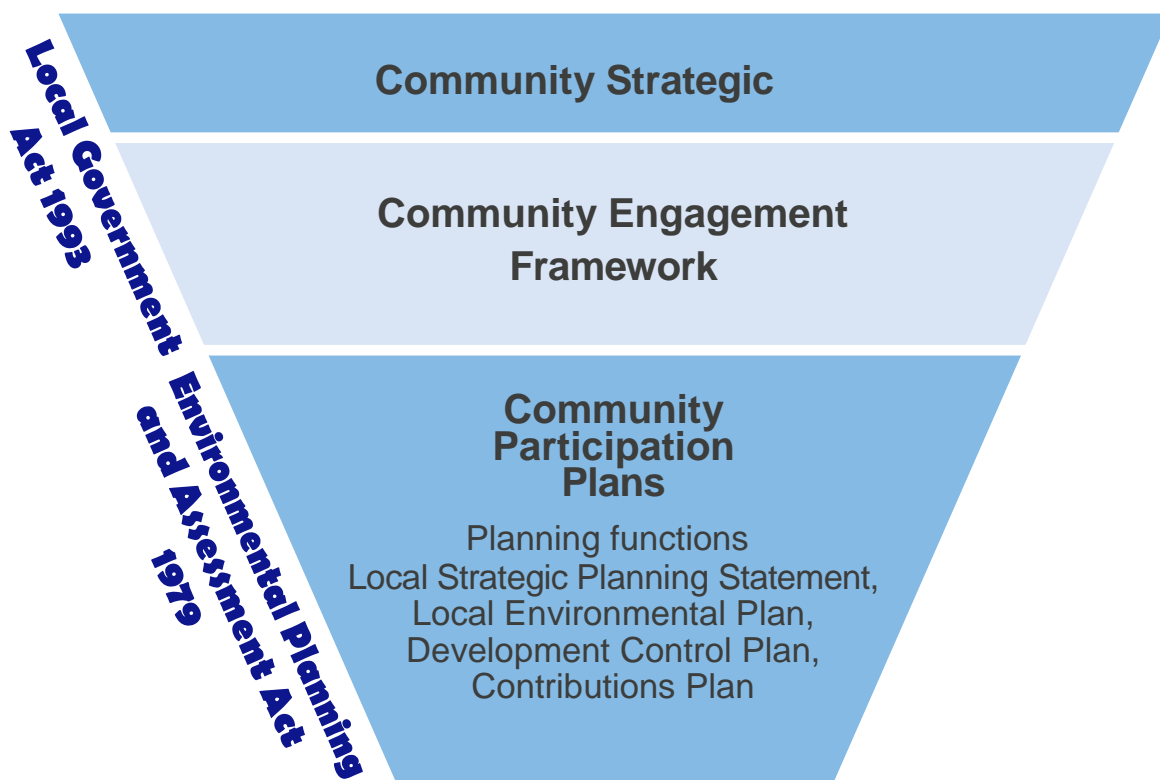 Community Strategic
Community Engagement
Framework
Community
Participation
Plans
Planning functions
Local Strategic Planning Statement,
Local Environmental Plan,
Development Control Plan,
Contributions Plan
Local Government
Act 1993
Environmental Planning
and Assessment Act
1979